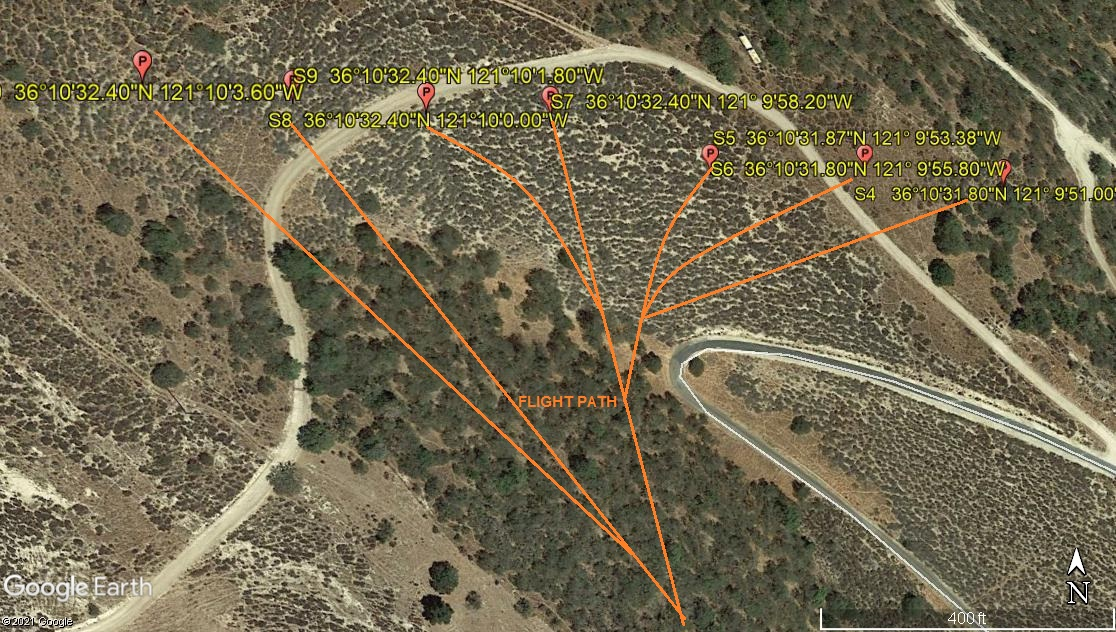 S9 36°10'32.40"N 121°10'1.80"W
36°10'32.40"N 121°10'3.60"W
S7 36°10'32.40"N 121° 9'58.20"W
S8 36°10'32.40"N 121°10'0.00"W
S5 36°10'31.87"N 121° 9'53.38"W
S6 36°10'31.80"N 121° 9'55.80"W
S4 36°10'31.80"N 121° 9'51.00"
P
P
P
P
P
FLIGHT PATH
Google Earth
©2021 Google
N
400 ft